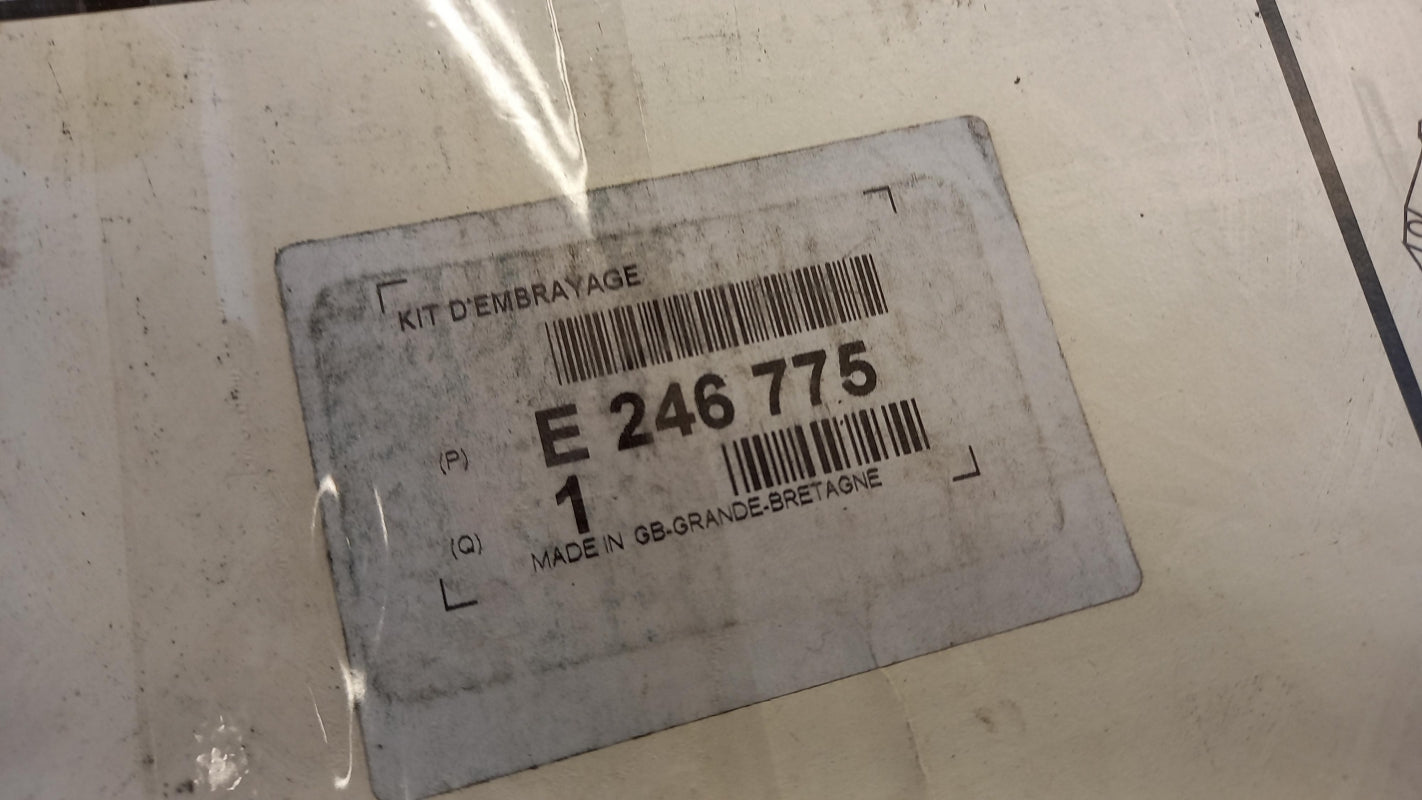 KIT D'EMBRAYAGE
(P) E 246 775
(Q) 1
MADE IN GB-GRANDE-BRETAGNE